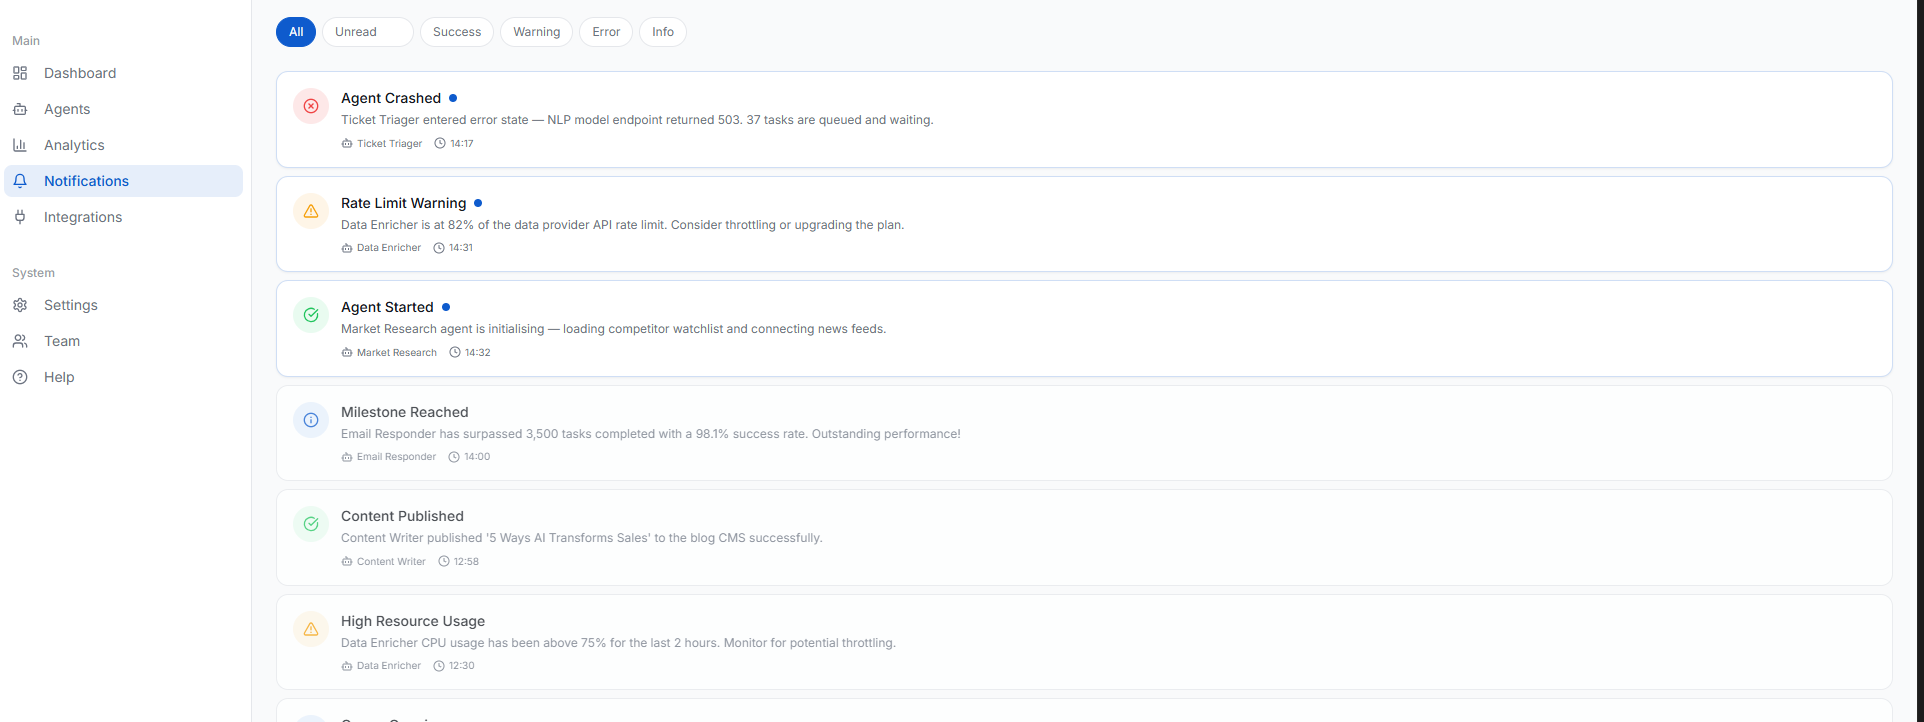 Main
Dashboard
Agents
Analytics
Notifications
Integrations
System
Settings
Team
Help
All
Unread
Success
Warning
Error
Info
Agent Crashed
Ticket Triager entered error state — NLP model endpoint returned 503. 37 tasks are queued and waiting.
Ticket Triager 14:17
Rate Limit Warning
Data Enricher is at 82% of the data provider API rate limit. Consider throttling or upgrading the plan.
Data Enricher 14:31
Agent Started
Market Research agent is initialising — loading competitor watchlist and connecting news feeds.
Market Research 14:32
Milestone Reached
Email Responder has surpassed 3,500 tasks completed with a 98.1% success rate. Outstanding performance!
Email Responder 14:00
Content Published
Content Writer published '5 Ways AI Transforms Sales' to the blog CMS successfully.
Content Writer 12:58
High Resource Usage
Data Enricher CPU usage has been above 75% for the last 2 hours. Monitor for potential throttling.
Data Enricher 12:30